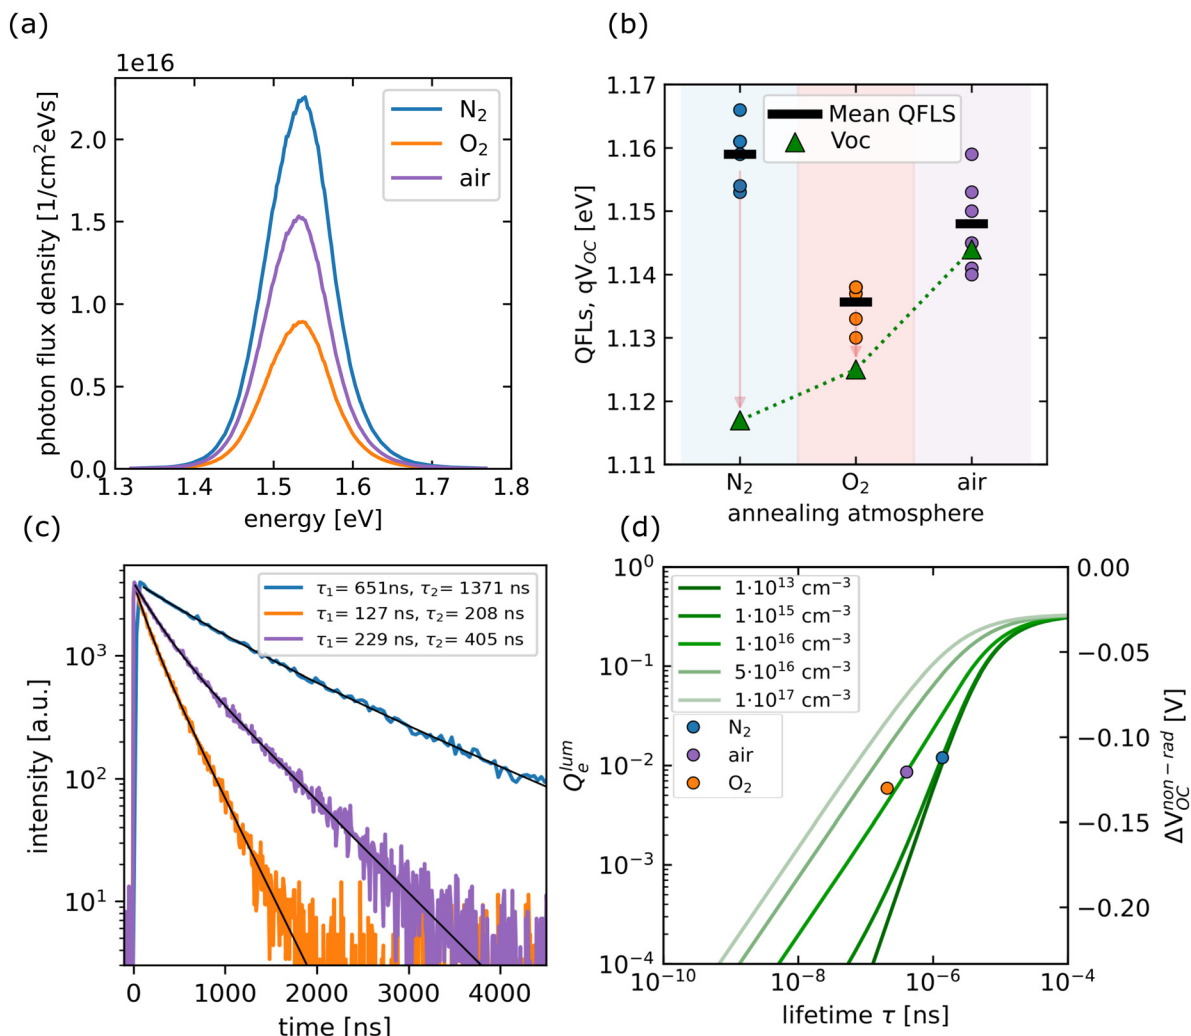 (a)
1e16
photon flux density [1/cm²eVs]
2.0
1.5
1.0
0.5
0.0
N₂
O₂
air
1.3 1.4 1.5 1.6 1.7 1.8
energy [eV]
(b)
QFLs, qV_OC [eV]
1.17
1.16
1.15
1.14
1.13
1.12
1.11
Mean QFLS
Voc
N₂ O₂ air
annealing atmosphere
(c)
intensity [a.u.]
10³
10²
10¹
τ₁= 651ns, τ₂= 1371 ns
τ₁= 127 ns, τ₂= 208 ns
τ₁= 229 ns, τ₂= 405 ns
0 1000 2000 3000 4000
time [ns]
(d)
Q_e^lum
10⁰
10⁻¹
10⁻²
10⁻³
10⁻⁴
1·10¹³ cm⁻³
1·10¹⁵ cm⁻³
1·10¹⁶ cm⁻³
5·10¹⁶ cm⁻³
1·10¹⁷ cm⁻³
N₂
air
O₂
0.00
−0.05
−0.10
−0.15
−0.20
ΔV_OC^non−rad [V]
10⁻¹⁰ 10⁻⁸ 10⁻⁶ 10⁻⁴
lifetime τ [ns]